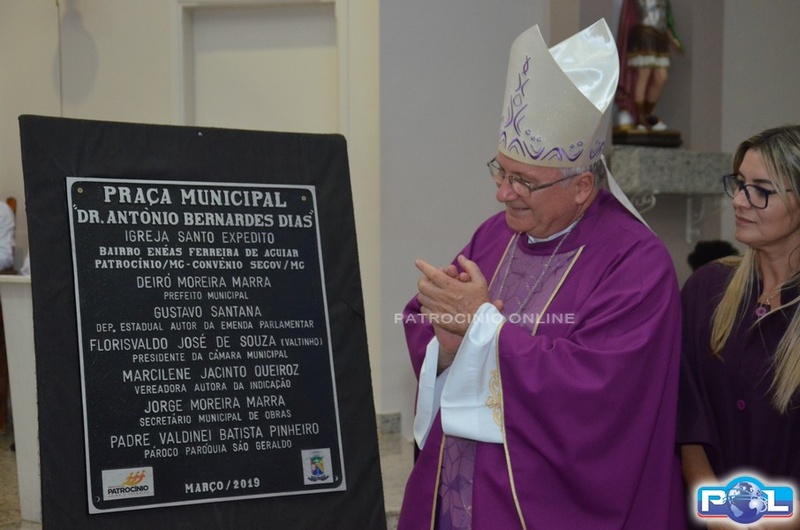 PRAÇA MUNICIPAL
"DR. ANTÔNIO BERNARDES DIAS"
IGREJA SANTO EXPEDITO
BAIRRO ENÉAS FERREIRA DE AGUIAR
PATROCÍNIO/MG - CONVÊNIO SEGOV/MG
DEIRÓ MOREIRA MARRA
PREFEITO MUNICIPAL
GUSTAVO SANTANA
DEP. ESTADUAL AUTOR DA EMENDA PARLAMENTAR
FLORISVALDO JOSÉ DE SOUZA (VALTINHO)
PRESIDENTE DA CÂMARA MUNICIPAL
MARCILENE JACINTO QUEIROZ
VEREADORA AUTORA DA INDICAÇÃO
JORGE MOREIRA MARRA
SECRETÁRIO MUNICIPAL DE OBRAS
PADRE VALDINEI BATISTA PINHEIRO
PÁROCO PARÓQUIA SÃO GERALDO
PATROCÍNIO
MARÇO/2019
PATROCÍNIO ONLINE
POL